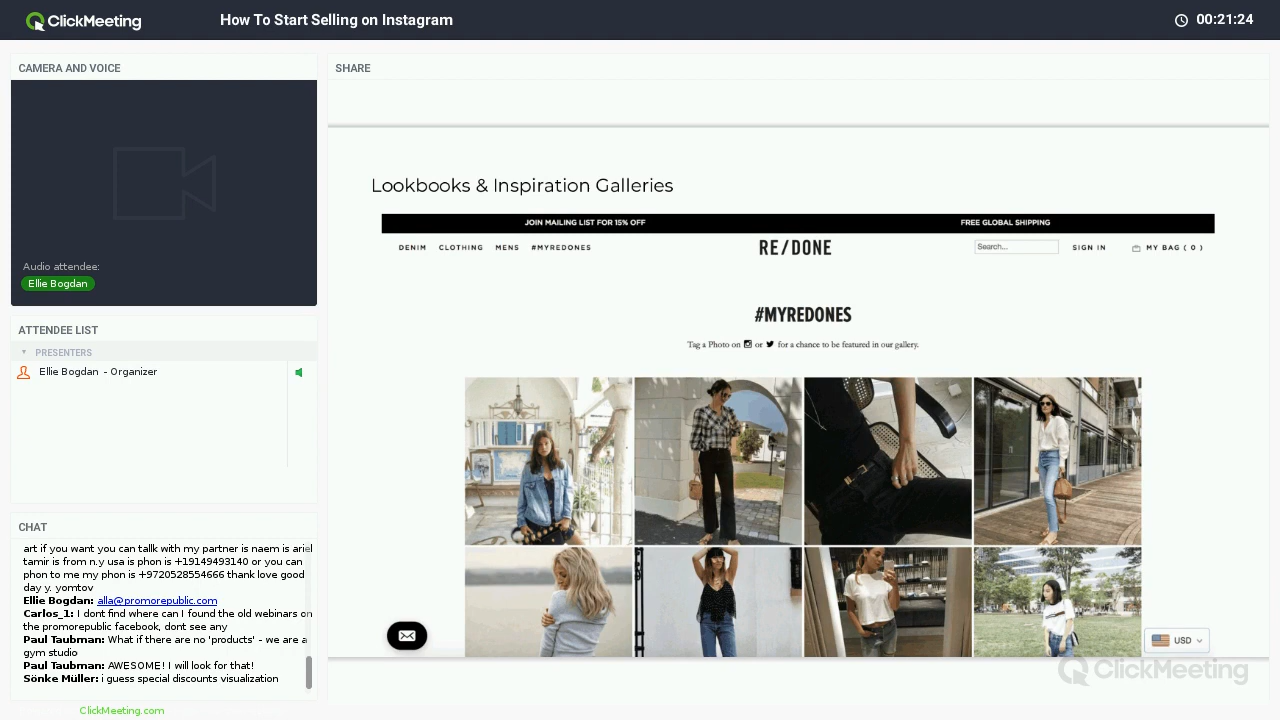 ClickMeeting
How To Start Selling on Instagram
00:21:24
CAMERA AND VOICE
Audio attendee:
Ellie Bogdan
ATTENDEE LIST
PRESENTERS
Ellie Bogdan - Organizer
CHAT
art if you want you can tallk with my partner is naem is ariel
tamir is from n.y usa is phon is +19149493140 or you can
phon to me my phon is +9720528554666 thank love good
day y. yomtov
Ellie Bogdan: alla@promorepublic.com
Carlos_1: I dont find where can I found the old webinars on
the promorepublic facebook, dont see any
Paul Taubman: What if there are no 'products' - we are a
gym studio
Paul Taubman: AWESOME! I will look for that!
Sönke Müller: i guess special discounts visualization
ClickMeeting.com
SHARE
Lookbooks & Inspiration Galleries
JOIN MAILING LIST FOR 15% OFF
FREE GLOBAL SHIPPING
DENIM CLOTHING MENS #MYREDONES
RE/DONE
Search...
SIGN IN
MY BAG ( 0 )
#MYREDONES
Tag a Photo on or for a chance to be featured in our gallery.
USD
ClickMeeting